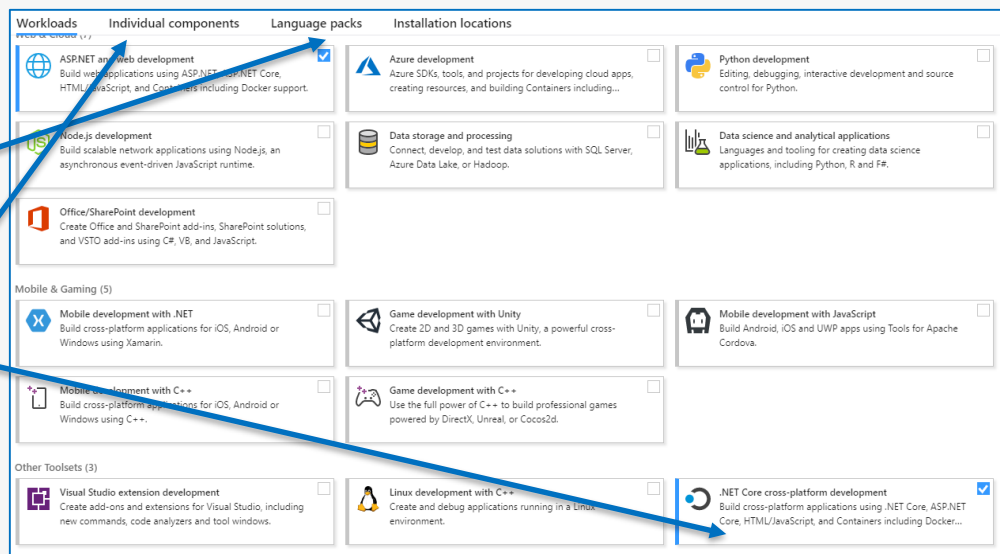 Workloads Individual components Language packs Installation locations
Web & Cloud (7)
ASP.NET and web development
Build web applications using ASP.NET, ASP.NET Core,
HTML/JavaScript, and Containers including Docker support.
Azure development
Azure SDKs, tools, and projects for developing cloud apps,
creating resources, and building Containers including...
Python development
Editing, debugging, interactive development and source
control for Python.
Node.js development
Build scalable network applications using Node.js, an
asynchronous event-driven JavaScript runtime.
Data storage and processing
Connect, develop, and test data solutions with SQL Server,
Azure Data Lake, or Hadoop.
Data science and analytical applications
Languages and tooling for creating data science
applications, including Python, R and F#.
Office/SharePoint development
Create Office and SharePoint add-ins, SharePoint solutions,
and VSTO add-ins using C#, VB, and JavaScript.
Mobile & Gaming (5)
Mobile development with .NET
Build cross-platform applications for iOS, Android or
Windows using Xamarin.
Game development with Unity
Create 2D and 3D games with Unity, a powerful cross-
platform development environment.
Mobile development with JavaScript
Build Android, iOS and UWP apps using Tools for Apache
Cordova.
Mobile development with C++
Build cross-platform applications for iOS, Android or
Windows using C++.
Game development with C++
Use the full power of C++ to build professional games
powered by DirectX, Unreal, or Cocos2d.
Other Toolsets (3)
Visual Studio extension development
Create add-ons and extensions for Visual Studio, including
new commands, code analyzers and tool windows.
Linux development with C++
Create and debug applications running in a Linux
environment.
.NET Core cross-platform development
Build cross-platform applications using .NET Core, ASP.NET
Core, HTML/JavaScript, and Containers including Docker...